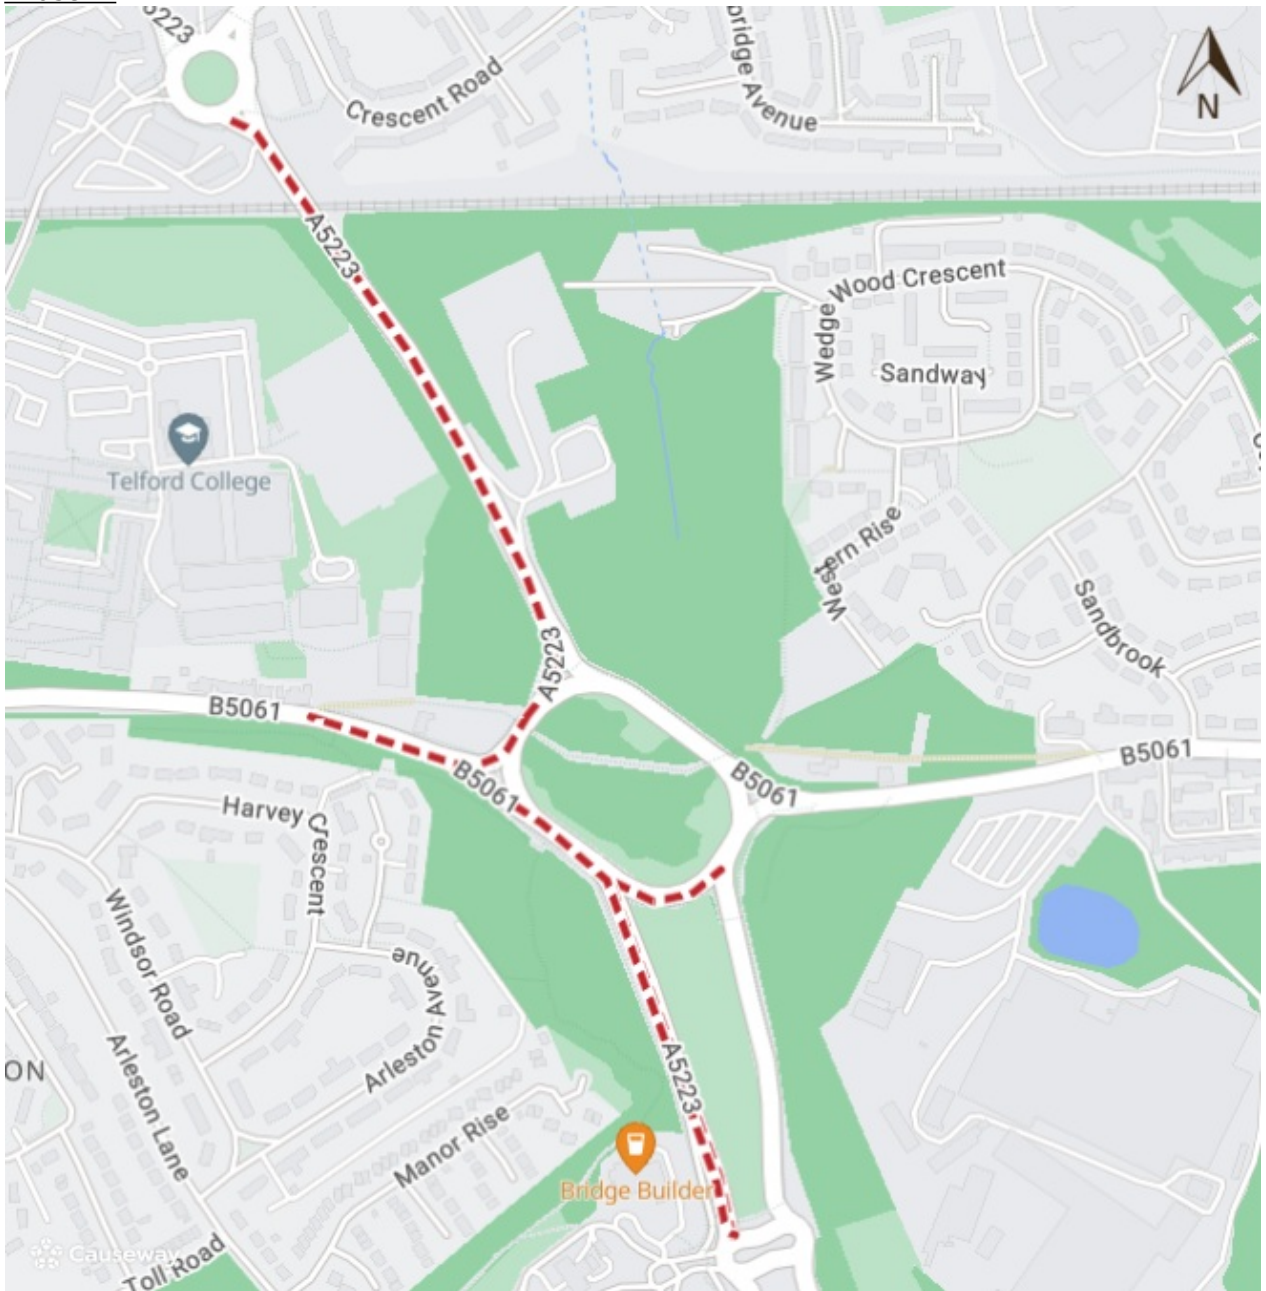 5223
Crescent Road
bridge Avenue
N
A5223
Wood Crescent
Wedge
Sandway
Telford College
Western Rise
Sandbrook
A5223
B5061
B5061
B5061
B5061
Harvey Crescent
Windsor Road
Arleston Avenue
ON
Arleston Lane
A5223
Manor Rise
Bridge Builder
Causeway
Toll Road